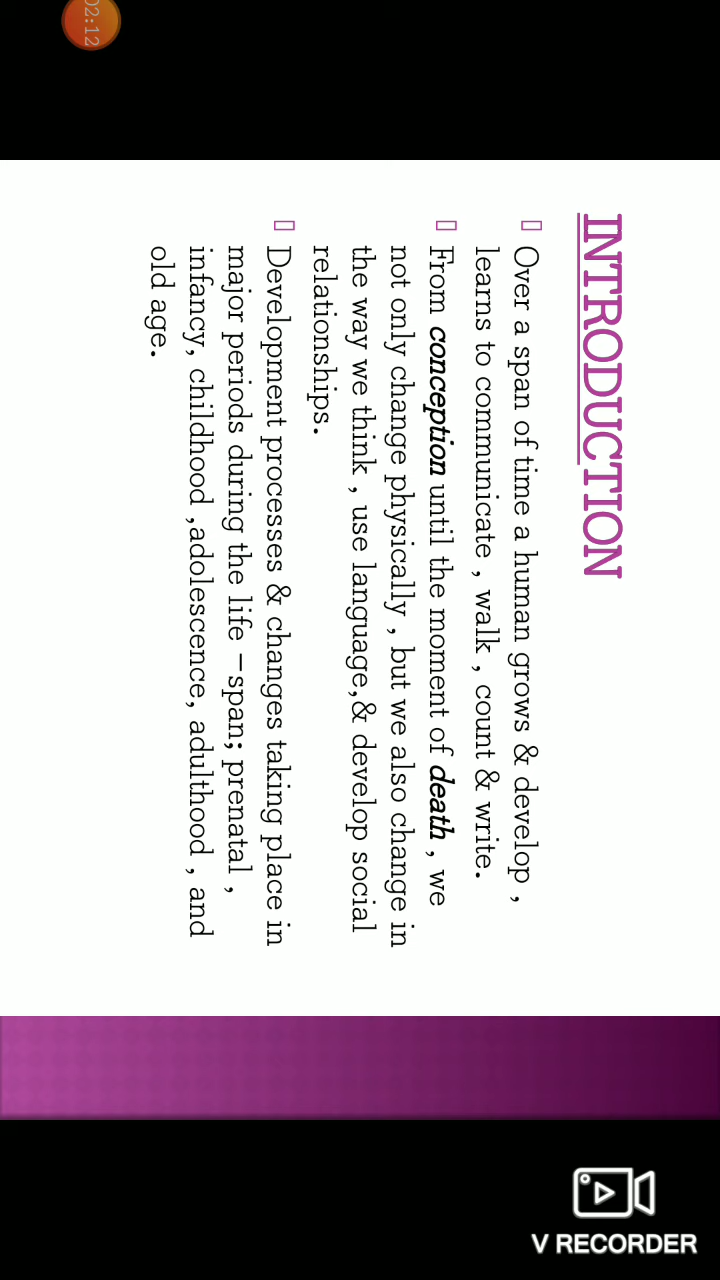 02:12
INTRODUCTION
Over a span of time a human grows & develop ,
learns to communicate , walk , count & write.
From conception until the moment of death , we
not only change physically , but we also change in
the way we think , use language,& develop social
relationships.
Development processes & changes taking place in
major periods during the life –span; prenatal ,
infancy, childhood ,adolescence, adulthood , and
old age.
V RECORDER